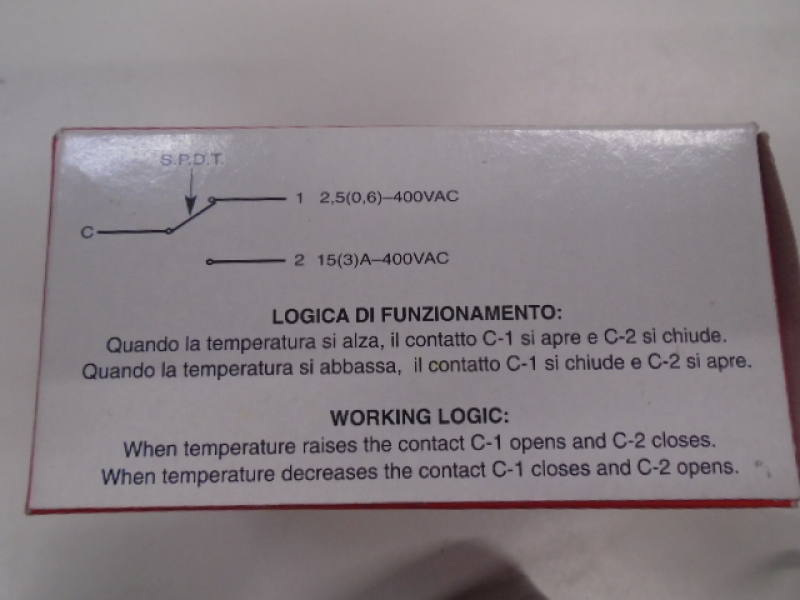 S.P.D.T.
1 2,5(0,6)–400VAC
C
2 15(3)A–400VAC
LOGICA DI FUNZIONAMENTO:
Quando la temperatura si alza, il contatto C-1 si apre e C-2 si chiude.
Quando la temperatura si abbassa, il contatto C-1 si chiude e C-2 si apre.
WORKING LOGIC:
When temperature raises the contact C-1 opens and C-2 closes.
When temperature decreases the contact C-1 closes and C-2 opens.